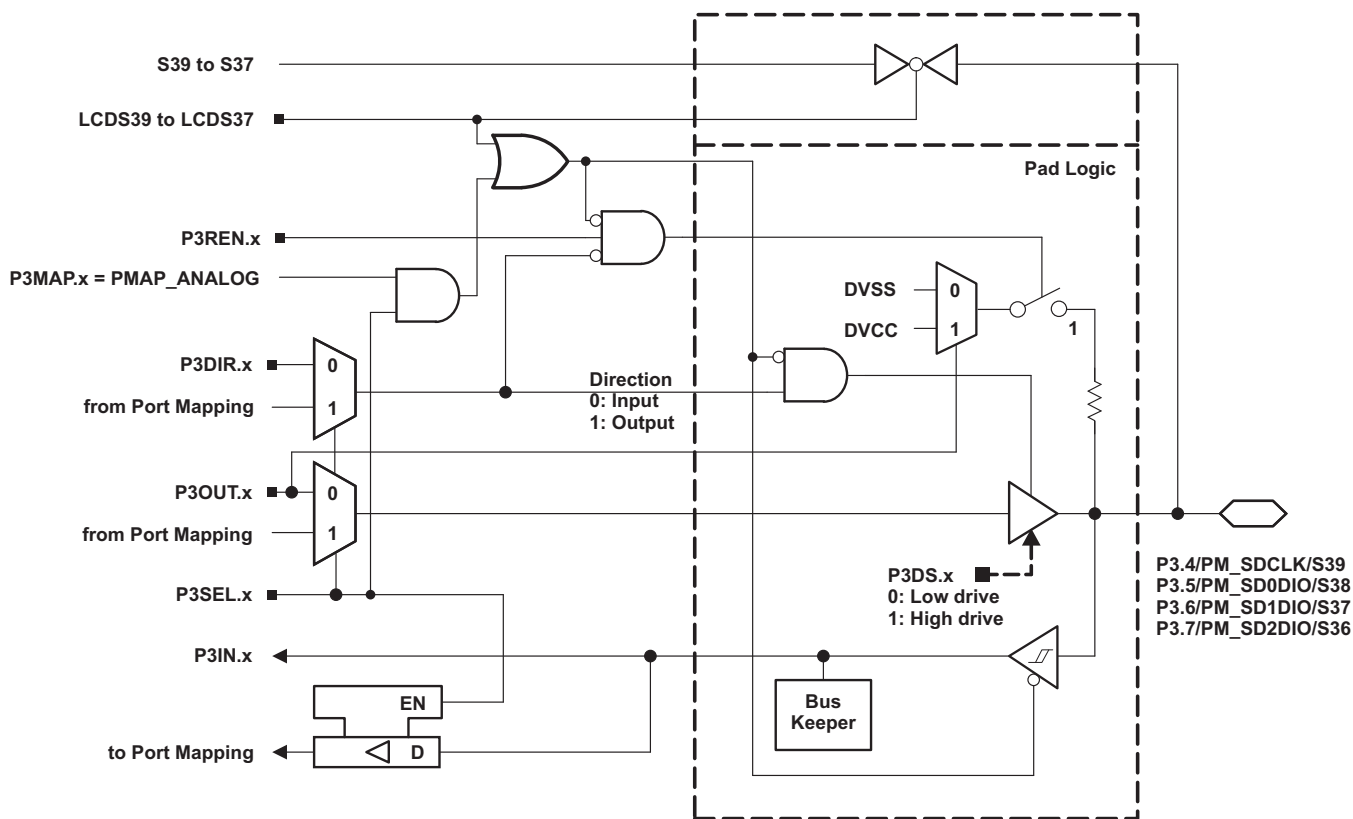 S39 to S37
LCDS39 to LCDS37
Pad Logic
P3REN.x
P3MAP.x = PMAP_ANALOG
DVSS
0
DVCC
1
1
P3DIR.x
0
from Port Mapping
1
Direction
0: Input
1: Output
P3OUT.x
0
from Port Mapping
1
P3SEL.x
P3DS.x
0: Low drive
1: High drive
P3.4/PM_SDCLK/S39
P3.5/PM_SD0DIO/S38
P3.6/PM_SD1DIO/S37
P3.7/PM_SD2DIO/S36
P3IN.x
Bus
Keeper
EN
to Port Mapping
D